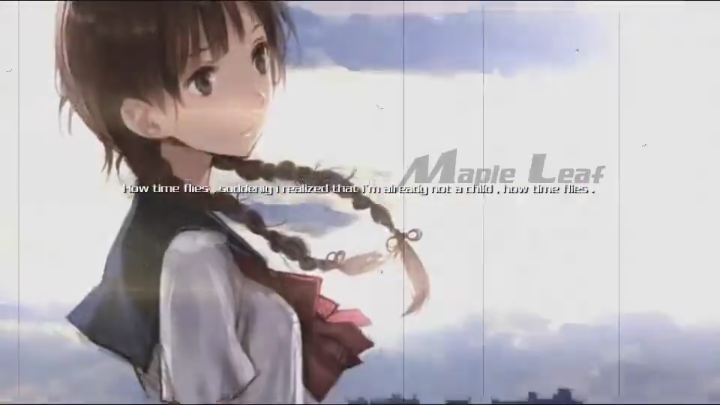 Maple Leaf
How time flies , suddenly i realized that i'm already not a child , how time flies .